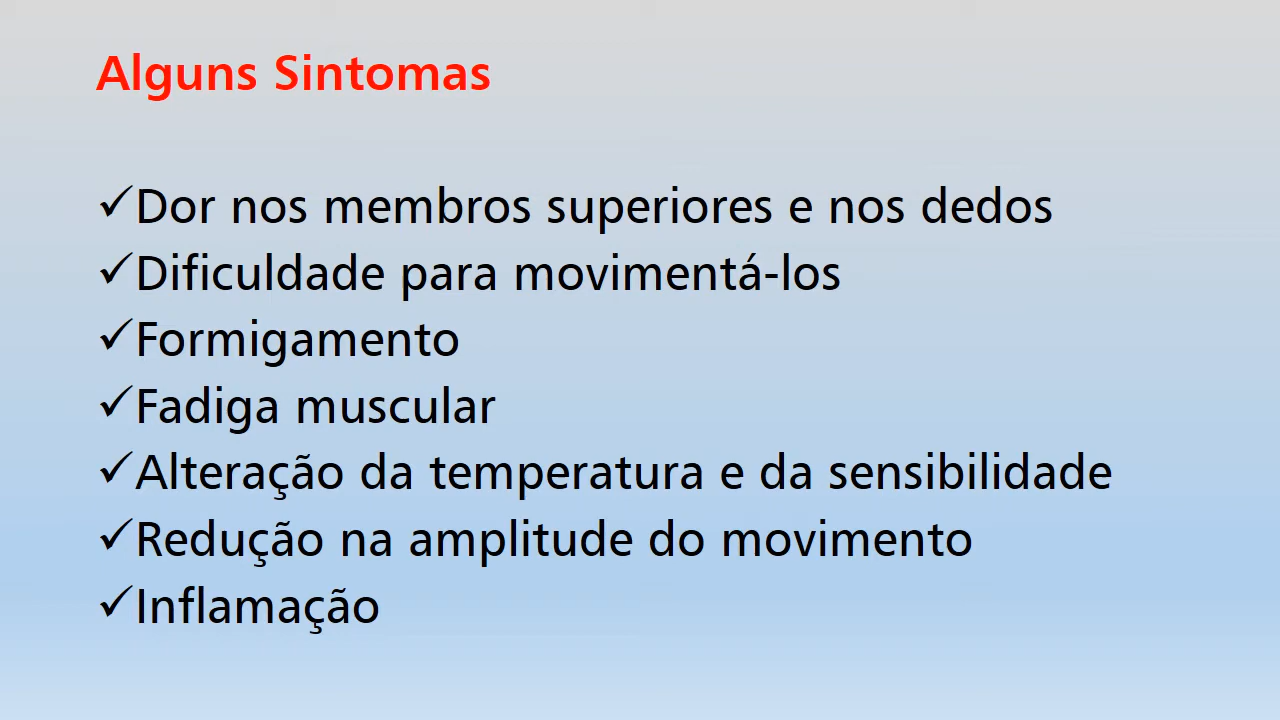 Alguns Sintomas
✓Dor nos membros superiores e nos dedos
✓Dificuldade para movimentá-los
✓Formigamento
✓Fadiga muscular
✓Alteração da temperatura e da sensibilidade
✓Redução na amplitude do movimento
✓Inflamação